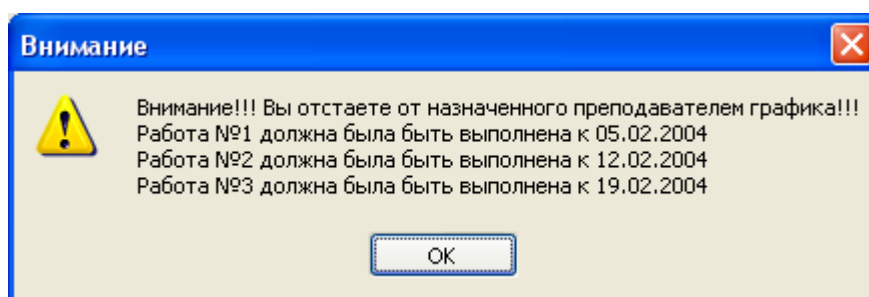 Внимание
Внимание!!! Вы отстаете от назначенного преподавателем графика!!!
Работа №1 должна была быть выполнена к 05.02.2004
Работа №2 должна была быть выполнена к 12.02.2004
Работа №3 должна была быть выполнена к 19.02.2004
OK